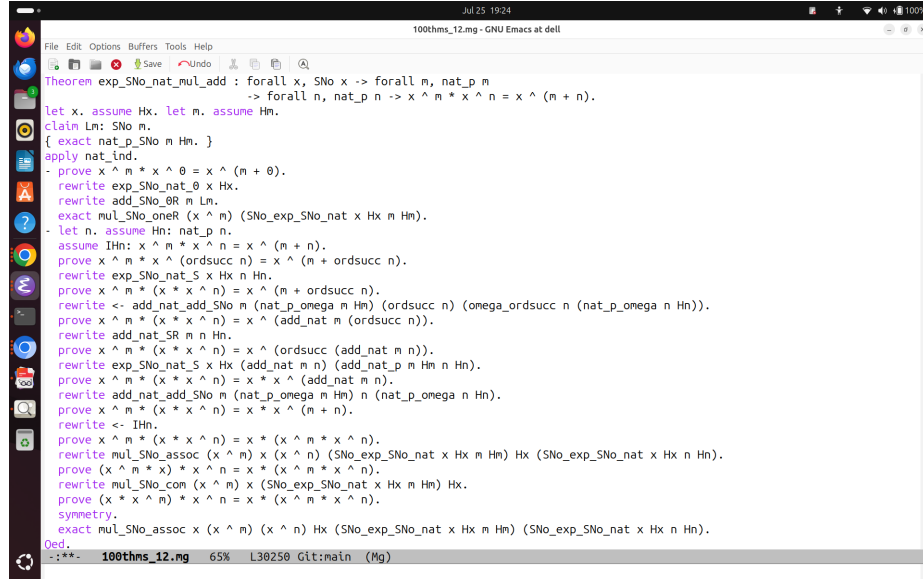 Jul 25 19:24
100%
100thms_12.mg - GNU Emacs at dell
File Edit Options Buffers Tools Help
Save Undo
Theorem exp_SNo_nat_mul_add : forall x, SNo x -> forall m, nat_p m
-> forall n, nat_p n -> x ^ m * x ^ n = x ^ (m + n).
let x. assume Hx. let m. assume Hm.
claim Lm: SNo m.
{ exact nat_p_SNo m Hm. }
apply nat_ind.
- prove x ^ m * x ^ 0 = x ^ (m + 0).
rewrite exp_SNo_nat_0 x Hx.
rewrite add_SNo_0R m Lm.
exact mul_SNo_oneR (x ^ m) (SNo_exp_SNo_nat x Hx m Hm).
- let n. assume Hn: nat_p n.
assume IHn: x ^ m * x ^ n = x ^ (m + n).
prove x ^ m * x ^ (ordsucc n) = x ^ (m + ordsucc n).
rewrite exp_SNo_nat_S x Hx n Hn.
prove x ^ m * (x * x ^ n) = x ^ (m + ordsucc n).
rewrite <- add_nat_add_SNo m (nat_p_omega m Hm) (ordsucc n) (omega_ordsucc n (nat_p_omega n Hn)).
prove x ^ m * (x * x ^ n) = x ^ (add_nat m (ordsucc n)).
rewrite add_nat_SR m n Hn.
prove x ^ m * (x * x ^ n) = x ^ (ordsucc (add_nat m n)).
rewrite exp_SNo_nat_S x Hx (add_nat m n) (add_nat_p m Hm n Hn).
prove x ^ m * (x * x ^ n) = x * x ^ (add_nat m n).
rewrite add_nat_add_SNo m (nat_p_omega m Hm) n (nat_p_omega n Hn).
prove x ^ m * (x * x ^ n) = x * x ^ (m + n).
rewrite <- IHn.
prove x ^ m * (x * x ^ n) = x * (x ^ m * x ^ n).
rewrite mul_SNo_assoc (x ^ m) x (x ^ n) (SNo_exp_SNo_nat x Hx m Hm) Hx (SNo_exp_SNo_nat x Hx n Hn).
prove (x ^ m * x) * x ^ n = x * (x ^ m * x ^ n).
rewrite mul_SNo_com (x ^ m) x (SNo_exp_SNo_nat x Hx m Hm) Hx.
prove (x * x ^ m) * x ^ n = x * (x ^ m * x ^ n).
symmetry.
exact mul_SNo_assoc x (x ^ m) (x ^ n) Hx (SNo_exp_SNo_nat x Hx m Hm) (SNo_exp_SNo_nat x Hx n Hn).
Qed.
-:**- 100thms_12.mg 65% L30250 Git:main (Mg)